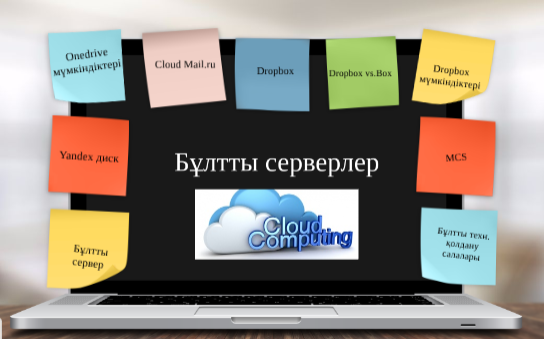 Onedrive
мүмкіндіктері
Cloud Mail.ru
Dropbox
Dropbox vs.Box
Dropbox
мүмкіндіктері
Yandex диск
Бұлтты серверлер
MCS
Cloud
Computing
Бұлтты
сервер
Бұлтты техн.
қолдану
салалары